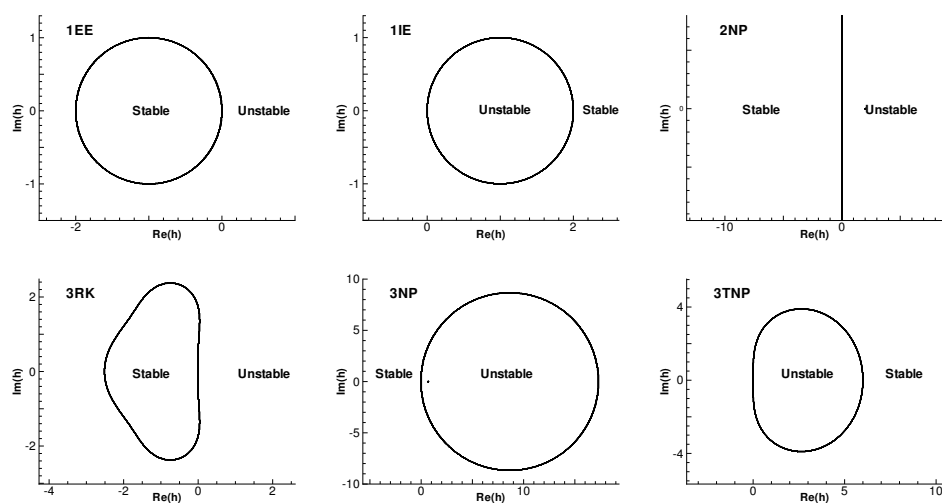 1EE
Im(h)
1
0
-1
Stable
Unstable
-2
0
Re(h)
1IE
Im(h)
1
0
-1
Unstable
Stable
0
2
Re(h)
2NP
Im(h)
0
Stable
Unstable
-10
0
Re(h)
3RK
Im(h)
2
0
-2
Stable
Unstable
-4
-2
0
2
Re(h)
3NP
Im(h)
10
5
0
-5
-10
Stable
Unstable
0
10
Re(h)
3TNP
Im(h)
4
0
-4
Unstable
Stable
0
5
10
Re(h)